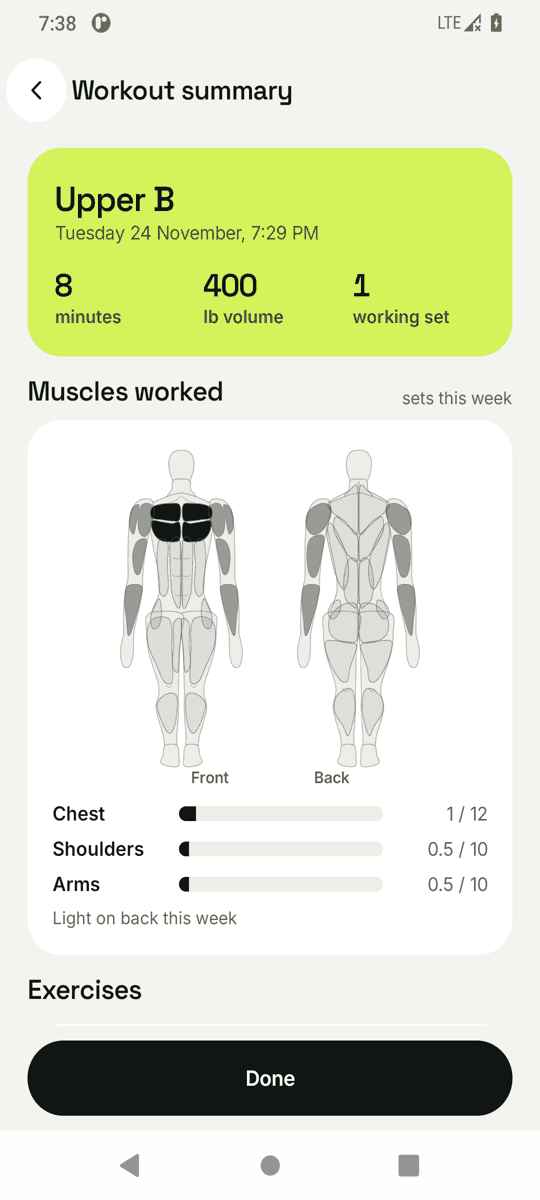 7:38
LTE
Workout summary
Upper B
Tuesday 24 November, 7:29 PM
8
minutes
400
lb volume
1
working set
Muscles worked
sets this week
Front
Back
Chest
1 / 12
Shoulders
0.5 / 10
Arms
0.5 / 10
Light on back this week
Exercises
Done